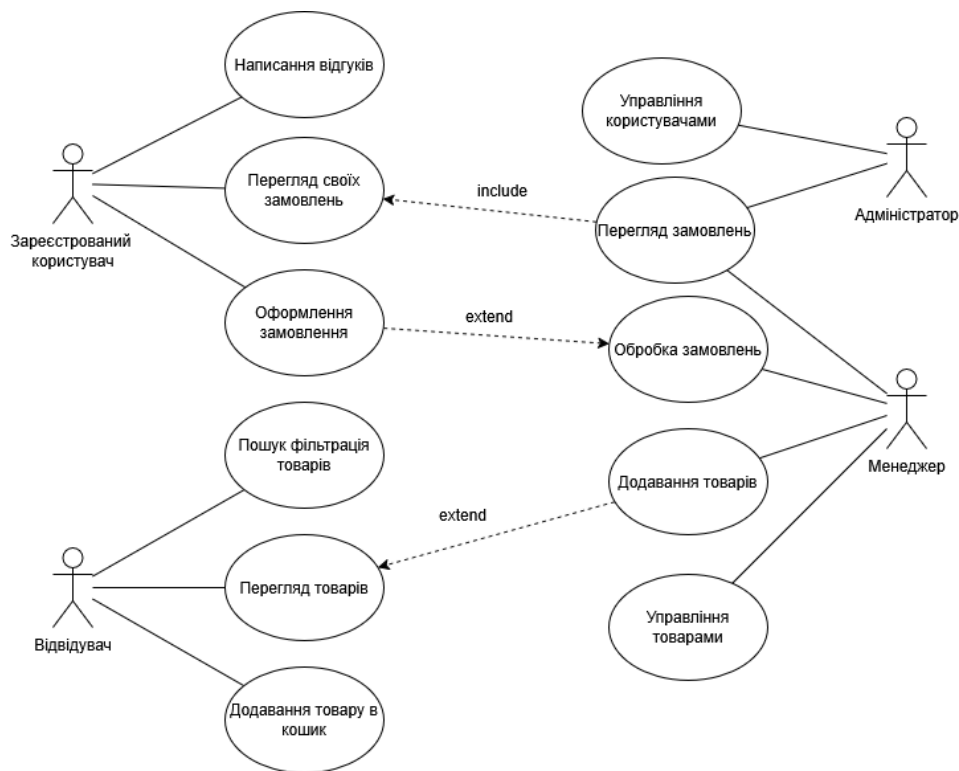 Написання відгуків
Управління
користувачами
Перегляд своїх
замовлень
include
Перегляд замовлень
Адміністратор
Зареєстрований
користувач
Оформлення
замовлення
extend
Обробка замовлень
Пошук фільтрація
товарів
Додавання товарів
Менеджер
extend
Перегляд товарів
Відвідувач
Управління
товарами
Додавання товару в
кошик